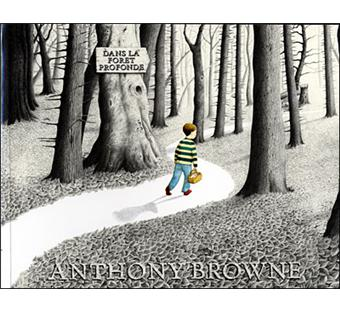 DANS LA
FORÊT
PROFONDE
ANTHONY BROWNE